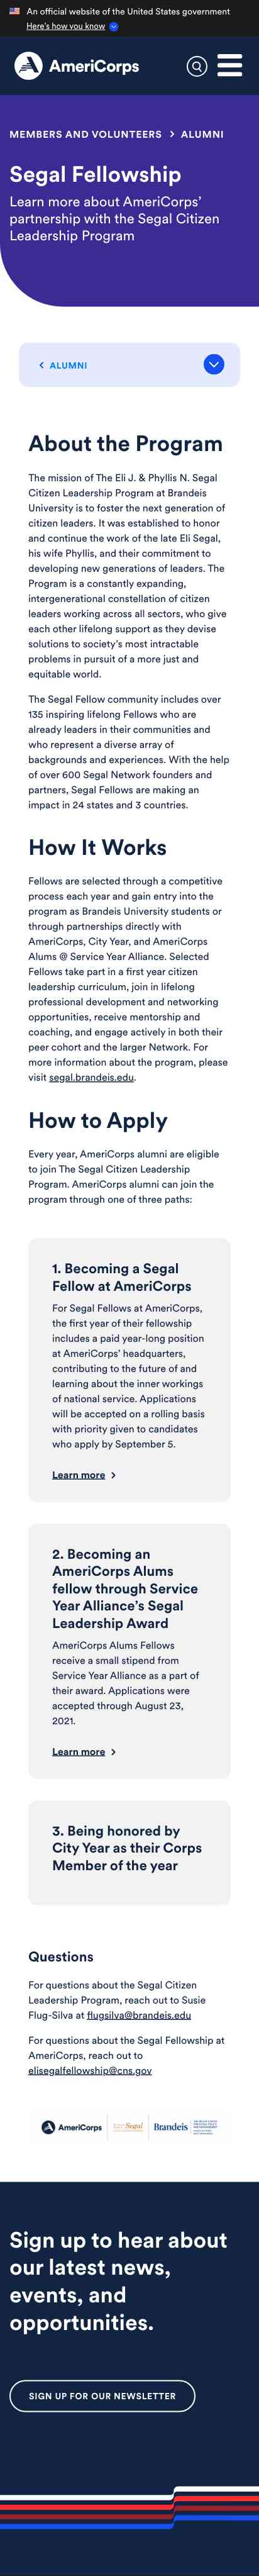 An official website of the United States government
Here's how you know
AmeriCorps
MEMBERS AND VOLUNTEERS > ALUMNI
Segal Fellowship
Learn more about AmeriCorps’
partnership with the Segal Citizen
Leadership Program
< ALUMNI
About the Program
The mission of The Eli J. & Phyllis N. Segal
Citizen Leadership Program at Brandeis
University is to foster the next generation of
citizen leaders. It was established to honor
and continue the work of the late Eli Segal,
his wife Phyllis, and their commitment to
developing new generations of leaders. The
Program is a constantly expanding,
intergenerational constellation of citizen
leaders working across all sectors, who give
each other lifelong support as they devise
solutions to society’s most intractable
problems in pursuit of a more just and
equitable world.
The Segal Fellow community includes over
135 inspiring lifelong Fellows who are
already leaders in their communities and
who represent a diverse array of
backgrounds and experiences. With the help
of over 600 Segal Network founders and
partners, Segal Fellows are making an
impact in 24 states and 3 countries.
How It Works
Fellows are selected through a competitive
process each year and gain entry into the
program as Brandeis University students or
through partnerships directly with
AmeriCorps, City Year, and AmeriCorps
Alums @ Service Year Alliance. Selected
Fellows take part in a first year citizen
leadership curriculum, join in lifelong
professional development and networking
opportunities, receive mentorship and
coaching, and engage actively in both their
peer cohort and the larger Network. For
more information about the program, please
visit segal.brandeis.edu.
How to Apply
Every year, AmeriCorps alumni are eligible
to join The Segal Citizen Leadership
Program. AmeriCorps alumni can join the
program through one of three paths:
1. Becoming a Segal
Fellow at AmeriCorps
For Segal Fellows at AmeriCorps,
the first year of their fellowship
includes a paid year-long position
at AmeriCorps’ headquarters,
contributing to the future of and
learning about the inner workings
of national service. Applications
will be accepted on a rolling basis
with priority given to candidates
who apply by September 5.
Learn more >
2. Becoming an
AmeriCorps Alums
fellow through Service
Year Alliance’s Segal
Leadership Award
AmeriCorps Alums Fellows
receive a small stipend from
Service Year Alliance as a part of
their award. Applications were
accepted through August 23,
2021.
Learn more >
3. Being honored by
City Year as their Corps
Member of the year
Questions
For questions about the Segal Citizen
Leadership Program, reach out to Susie
Flug-Silva at flugsilva@brandeis.edu
For questions about the Segal Fellowship at
AmeriCorps, reach out to
elisegalfellowship@cns.gov
AmeriCorps Segal Brandeis
Sign up to hear about
our latest news,
events, and
opportunities.
SIGN UP FOR OUR NEWSLETTER